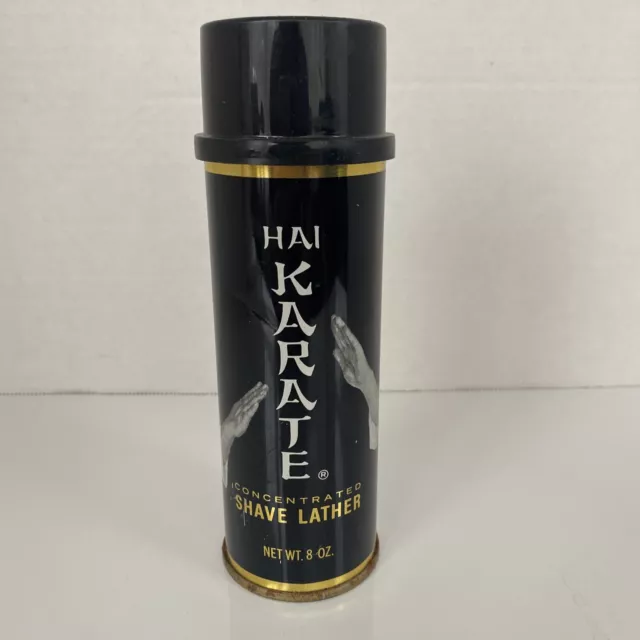 HAI
KARATE®
CONCENTRATED
SHAVE LATHER
NET WT. 8 OZ.